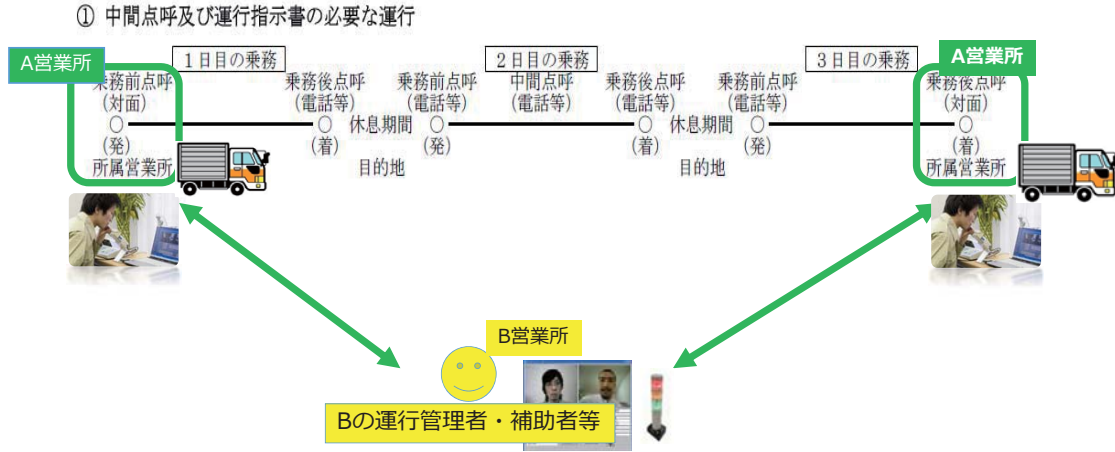 ① 中間点呼及び運行指示書の必要な運行
A営業所
1日目の乗務
2日目の乗務
3日目の乗務
A営業所
乗務前点呼
(対面)
乗務後点呼
(電話等)
乗務前点呼
(電話等)
中間点呼
(電話等)
乗務後点呼
(電話等)
乗務前点呼
(電話等)
乗務後点呼
(対面)
(発)
所属営業所
(着)
休息期間
目的地
(発)
(着)
休息期間
目的地
(発)
(着)
所属営業所
B営業所
Bの運行管理者・補助者等